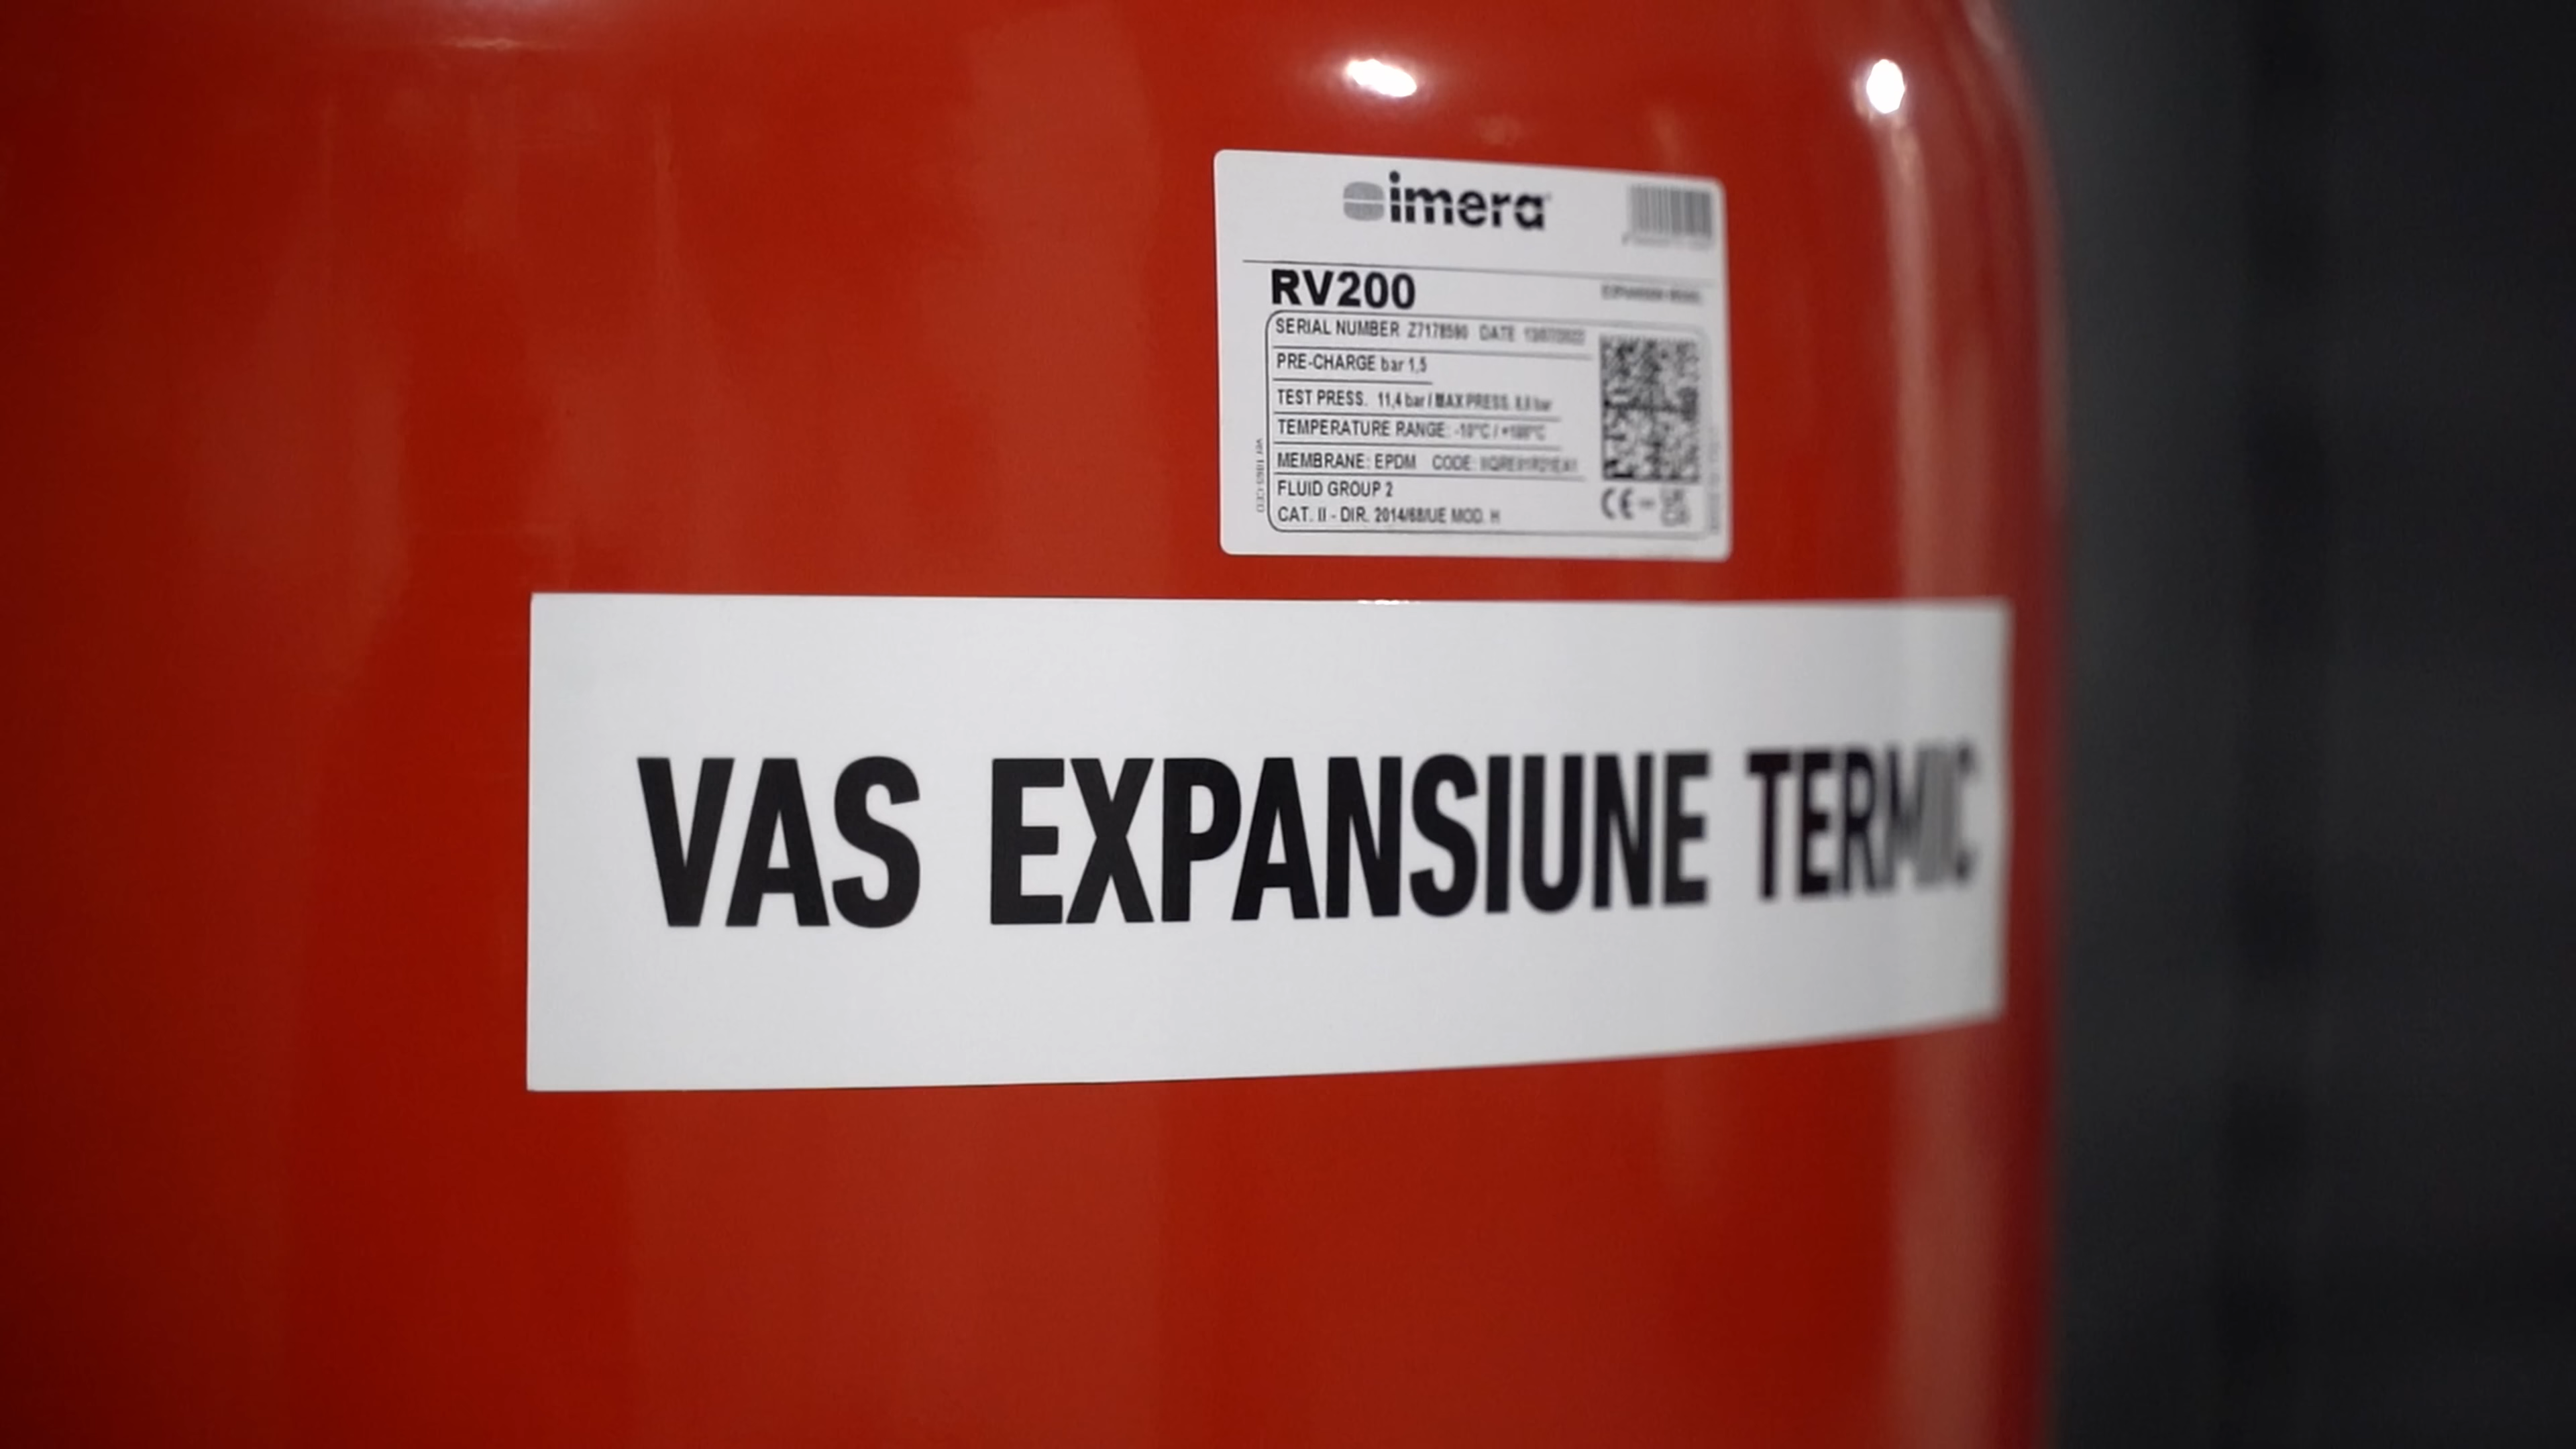 imera
RV200
SERIAL NUMBER Z7178590 DATE
PRE-CHARGE bar 1,5
TEST PRESS. 11,4 bar / MAX PRESS. bar
TEMPERATURE RANGE: -10°C / +100°C
MEMBRANE: EPDM CODE:
FLUID GROUP 2
CAT. II - DIR. 2014/68/UE MOD. H
CE
VAS EXPANSIUNE TERMIC